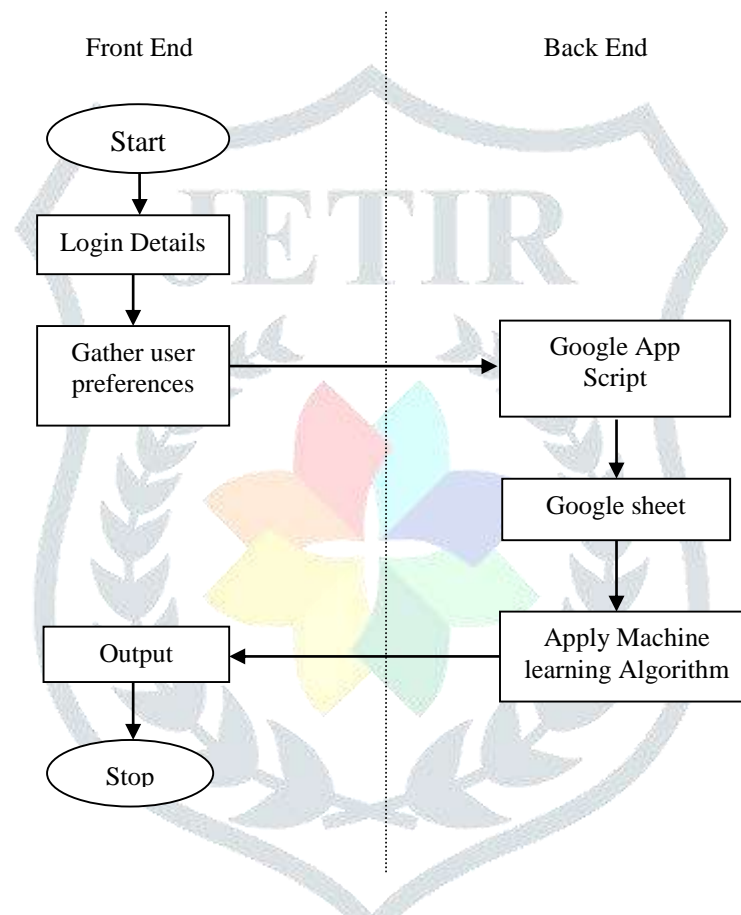 Front End
Back End
Start
JETIR
Login Details
Gather user
preferences
Google App
Script
Google sheet
Apply Machine
learning Algorithm
Output
Stop